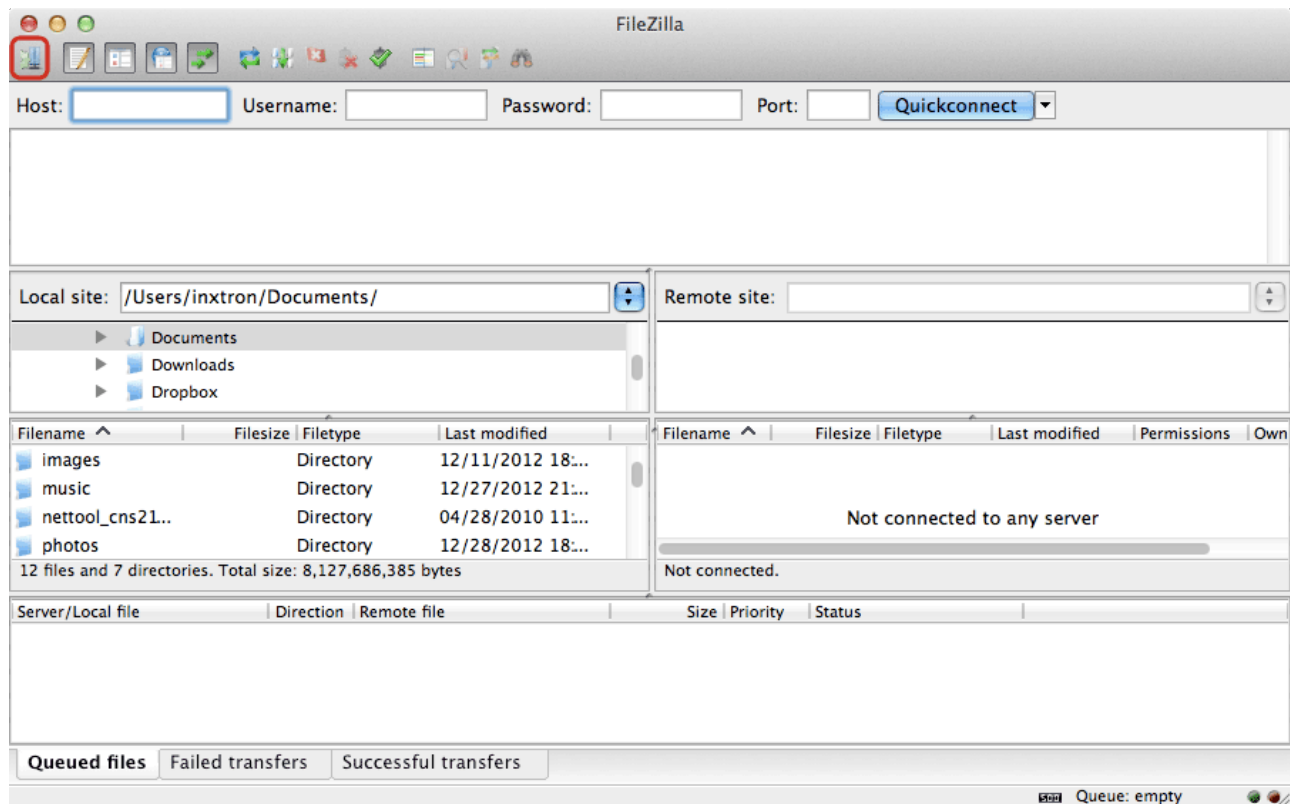 FileZilla
Host: Username: Password: Port: Quickconnect
Local site: /Users/inxtron/Documents/
Documents
Downloads
Dropbox
Filename Filesize Filetype Last modified
images Directory 12/11/2012 18:...
music Directory 12/27/2012 21:...
nettool_cns21... Directory 04/28/2010 11:...
photos Directory 12/28/2012 18:...
12 files and 7 directories. Total size: 8,127,686,385 bytes
Remote site:
Filename Filesize Filetype Last modified Permissions Own
Not connected to any server
Not connected.
Server/Local file Direction Remote file Size Priority Status
Queued files Failed transfers Successful transfers
Queue: empty